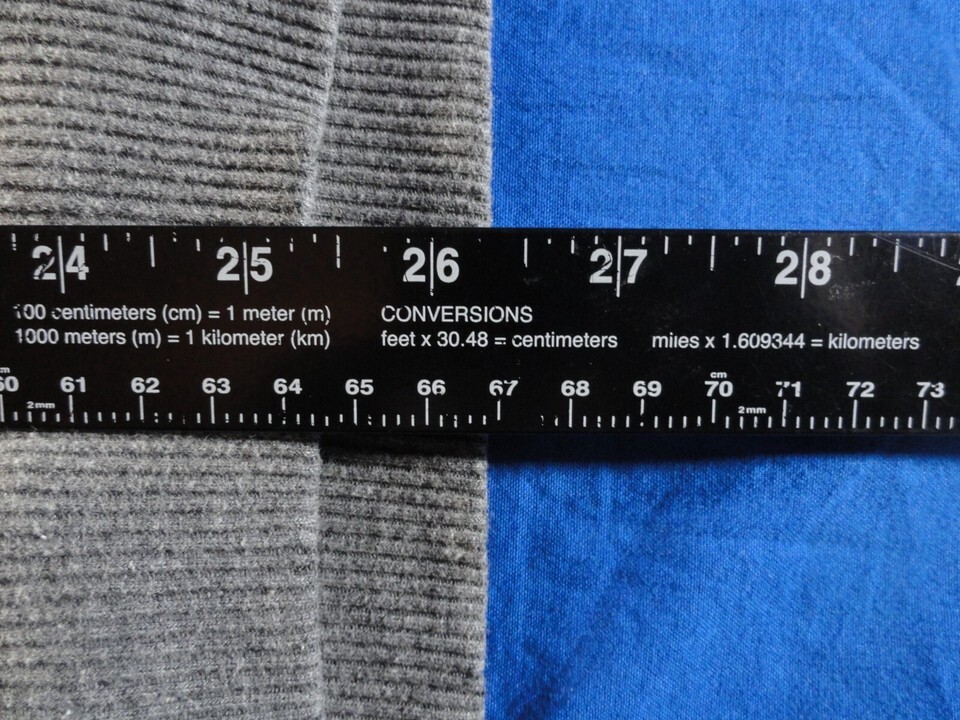 24 25 26 27 28
100 centimeters (cm) = 1 meter (m) CONVERSIONS
1000 meters (m) = 1 kilometer (km) feet x 30.48 = centimeters miles x 1.609344 = kilometers
cm
60 61 62 63 64 65 66 67 68 69 70 71 72 73
2mm 2mm